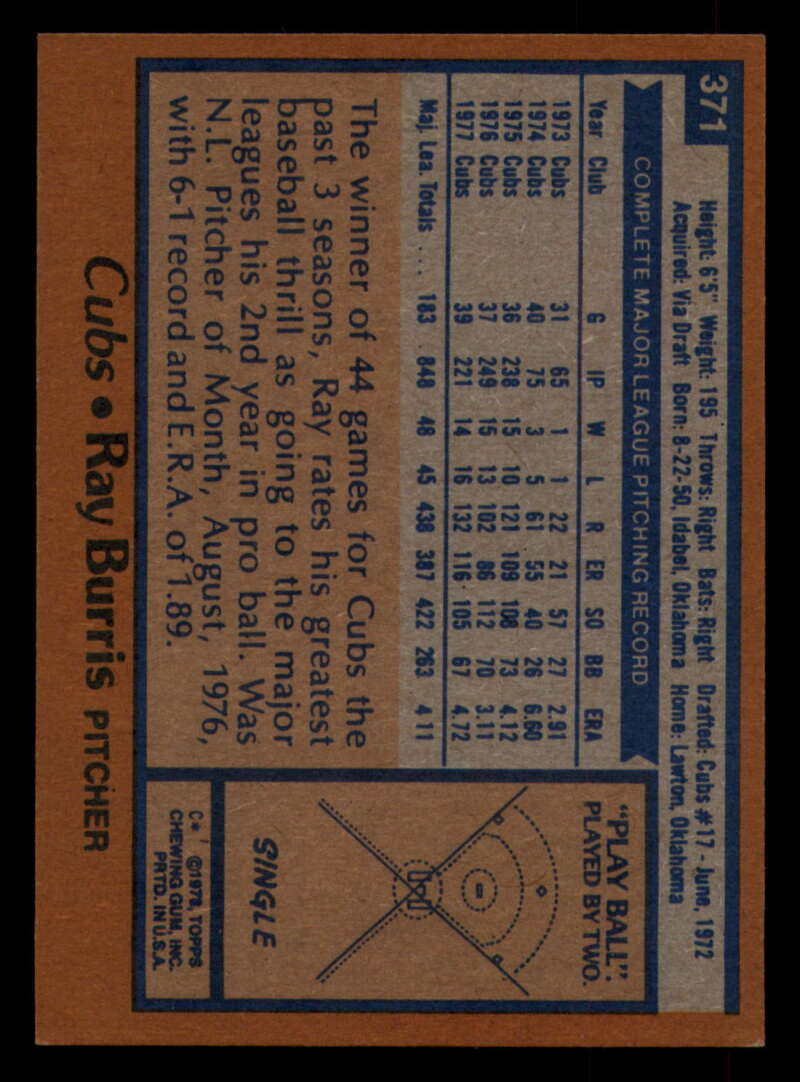 371
Height: 6'5" Weight: 195 Throws: Right Bats: Right Drafted: Cubs #17 - June, 1972
Acquired: Via Draft Born: 8-22-50, Idabel, Oklahoma Home: Lawton, Oklahoma
COMPLETE MAJOR LEAGUE PITCHING RECORD
Year Club G IP W L R ER SO BB ERA
1973 Cubs 31 65 1 1 22 21 57 27 2.91
1974 Cubs 40 75 3 5 61 55 40 26 6.60
1975 Cubs 36 238 15 10 121 109 108 73 4.12
1976 Cubs 37 249 15 13 102 86 112 70 3.11
1977 Cubs 39 221 14 16 132 116 105 67 4.72
Maj. Lea. Totals ... 183 848 48 45 438 387 422 263 4.11
The winner of 44 games for Cubs the
past 3 seasons, Ray rates his greatest
baseball thrill as going to the major
leagues his 2nd year in pro ball. Was
N.L. Pitcher of Month, August, 1976,
with 6-1 record and E.R.A. of 1.89.
"PLAY BALL":
PLAYED BY TWO.
SINGLE
C* ©1978, TOPPS
CHEWING GUM, INC.
PRTD. IN U.S.A.
Cubs • Ray Burris PITCHER